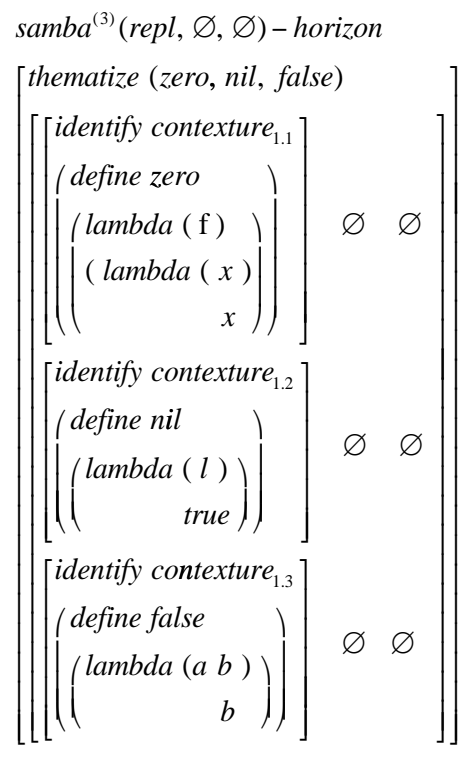 samba⁽³⁾(repl, ∅, ∅) – horizon
thematize (zero, nil, false)
identify contexture₁.₁
(define zero
(lambda ( f )
( lambda ( x )
x ) )
∅ ∅
identify contexture₁.₂
(define nil
(lambda ( l )
true ) )
∅ ∅
identify contexture₁.₃
(define false
(lambda (a b )
b ) )
∅ ∅